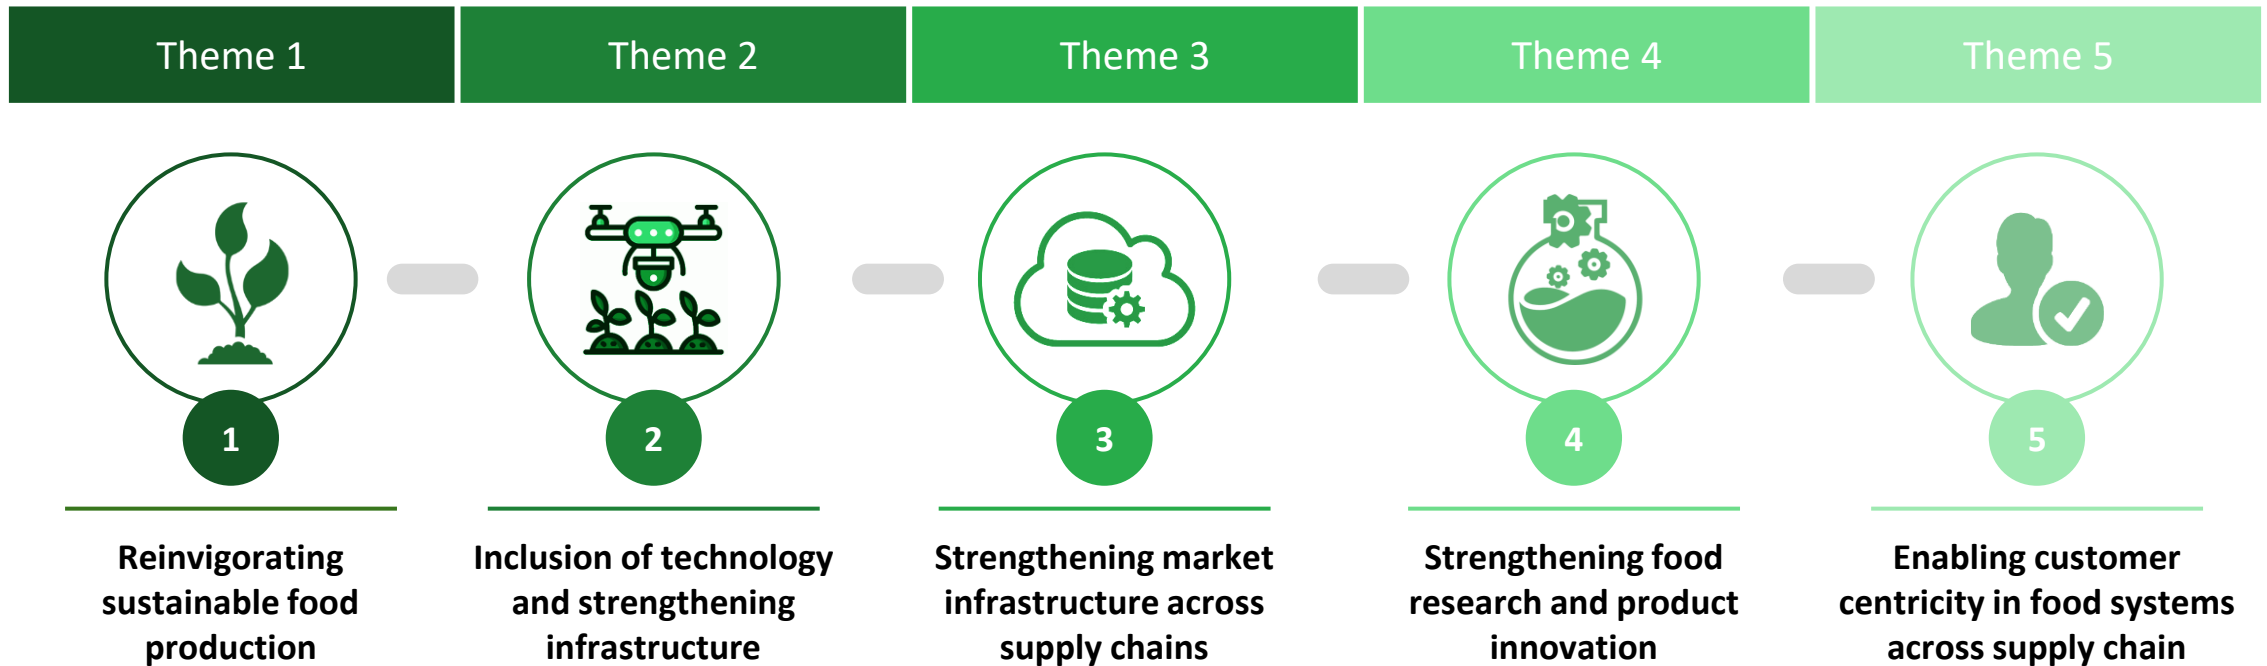 Theme 1
Theme 2
Theme 3
Theme 4
Theme 5
1
2
3
4
5
Reinvigorating
sustainable food
production
Inclusion of technology
and strengthening
infrastructure
Strengthening market
infrastructure across
supply chains
Strengthening food
research and product
innovation
Enabling customer
centricity in food systems
across supply chain